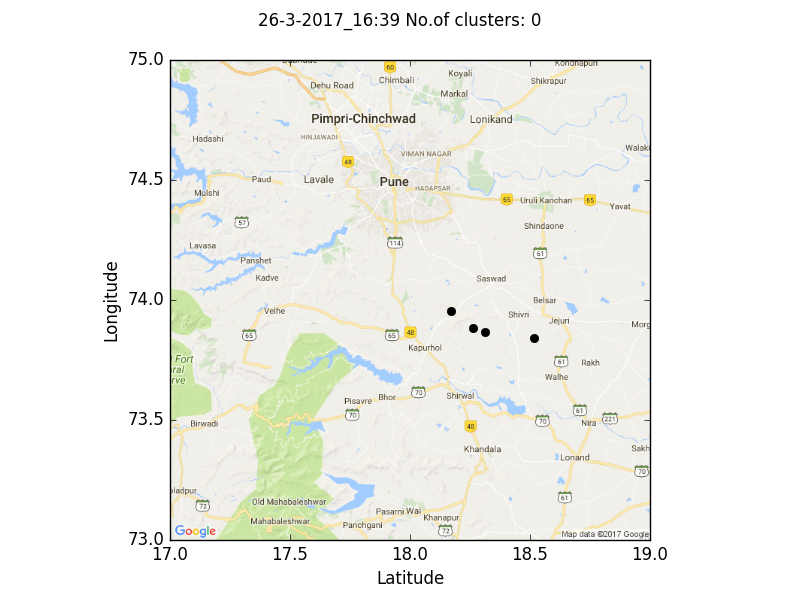 26-3-2017_16:39 No.of clusters: 0
75.0
74.5
74.0
73.5
73.0
17.0
17.5
18.0
18.5
19.0
Longitude
Latitude
60
Chimbali
Koyali
Kondhapuri
Shikrapur
Dehu Road
Markal
Pimpri-Chinchwad
Lonikand
Hadashi
HINJAWADI
VIMAN NAGAR
48
Paud
Lavale
Pune
HADAPSAR
Mulshi
65
Uruli Kanchan
65
Yavat
57
Shindaone
Lavasa
114
61
Panshet
Kadve
Saswad
Belsar
Velhe
Shivri
Jejuri
65
65
48
Kapurhol
61
Rakh
Walhe
Pisavre
Bhor
70
Shirwal
70
61
Birwadi
48
70
Nira
221
Khandala
Lonand
70
61
72
Old Mahabaleshwar
Mahabaleshwar
Panchgani
Pasarni
Wai
Khanapur
72
Google
Map data ©2017 Google